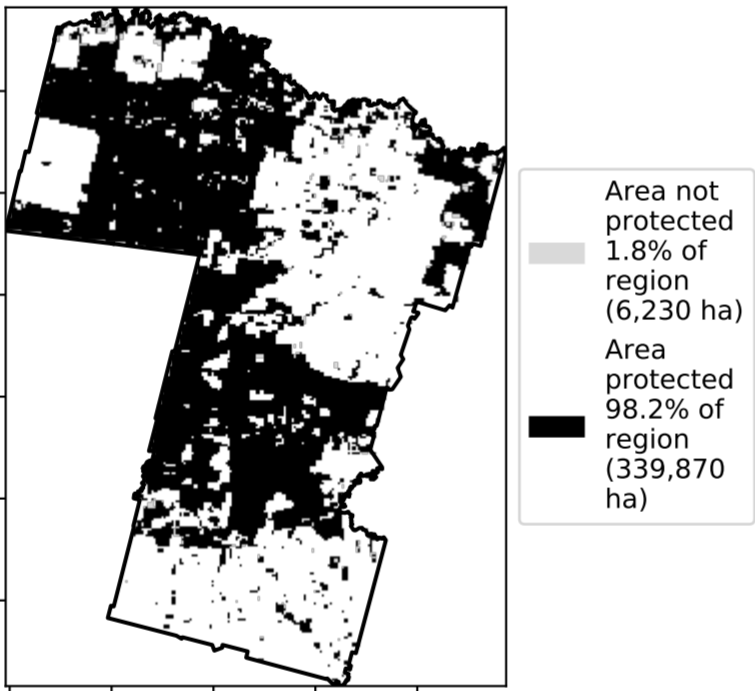 Area not
protected
1.8% of
region
(6,230 ha)
Area
protected
98.2% of
region
(339,870
ha)